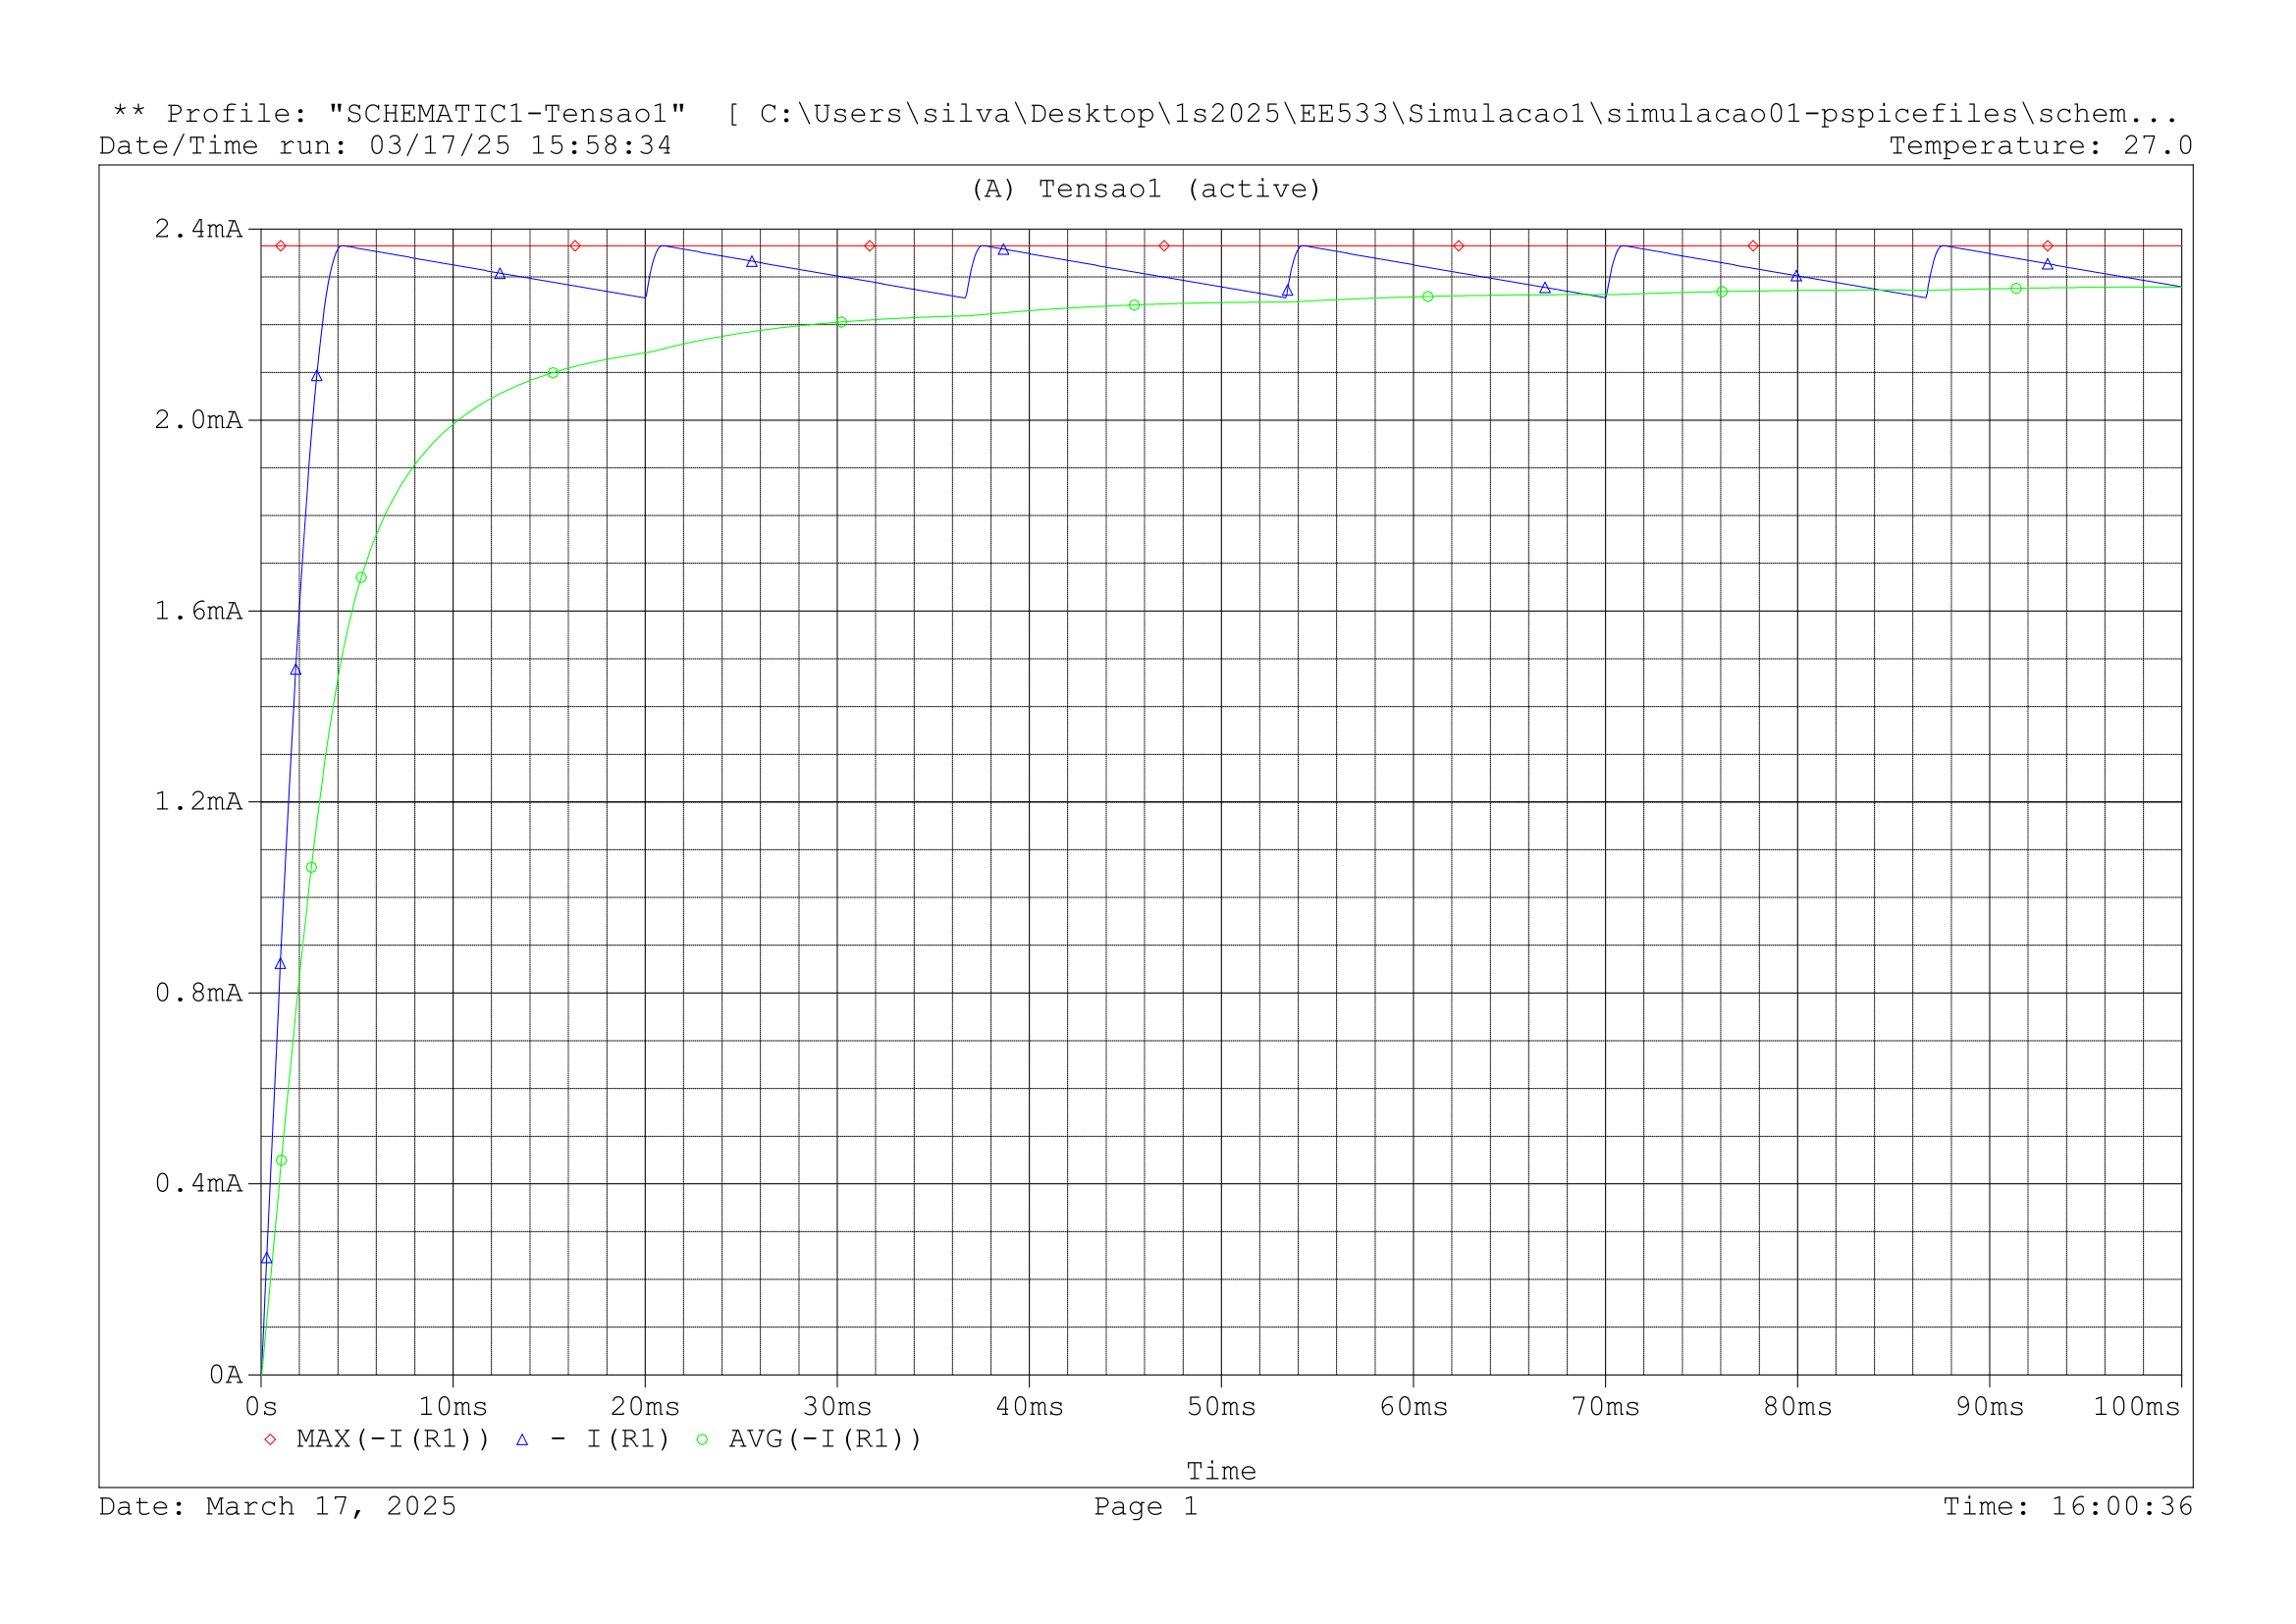 ** Profile: "SCHEMATIC1-Tensao1"  [ C:\Users\silva\Desktop\1s2025\EE533\Simulacao1\simulacao01-pspicefiles\schem...
Date/Time run: 03/17/25 15:58:34 Temperature: 27.0
(A) Tensao1 (active)
2.4mA
2.0mA
1.6mA
1.2mA
0.8mA
0.4mA
0A
0s 10ms 20ms 30ms 40ms 50ms 60ms 70ms 80ms 90ms 100ms
MAX(-I(R1)) - I(R1) AVG(-I(R1))
Time
Date: March 17, 2025 Page 1 Time: 16:00:36